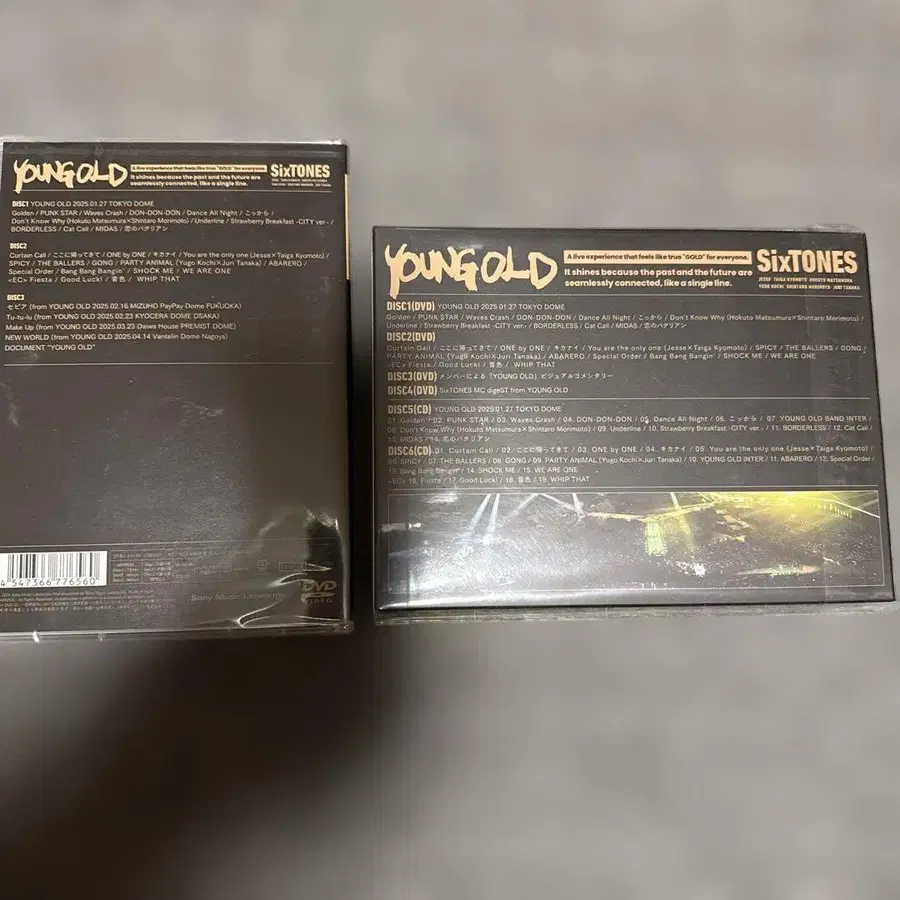 YOUNG OLD
A live experience that feels like true "GOLD" for everyone.
It shines because the past and the future are
seamlessly connected, like a single line.
SixTONES
DISC1 YOUNG OLD 2025.01.27 TOKYO DOME
Golden / PUNK STAR / Waves Crash / DON-DON-DON / Dance All Night / こっから /
Don't Know Why (Hokuto Matsumura×Shintaro Morimoto) / Underline / Strawberry Breakfast -CITY ver.- /
BORDERLESS / Cat Call / MIDAS / 恋のバタリアン
DISC2
Curtain Call / ここに帰ってきて / ONE by ONE / キカナイ / You are the only one (Jesse×Taiga Kyomoto) /
SPICY / THE BALLERS / GONG / PARTY ANIMAL (Yugo Kochi×Juri Tanaka) / ABARERO /
Special Order / Bang Bang Bangin' / SHOCK ME / WE ARE ONE
<EC> Fiesta / Good Luck! / 音色 / WHIP THAT
DISC3
セピア (from YOUNG OLD 2025.02.16 MIZUHO PayPay Dome FUKUOKA)
Tu-tu-lu (from YOUNG OLD 2025.02.23 KYOCERA DOME OSAKA)
Make Up (from YOUNG OLD 2025.03.23 Daiwa House PREMIST DOME)
NEW WORLD (from YOUNG OLD 2025.04.14 Vantelin Dome Nagoya)
DOCUMENT "YOUNG OLD"
4 547366 776560
Sony Music Labels Inc.
DVD
VIDEO
YOUNG OLD
A live experience that feels like true "GOLD" for everyone.
It shines because the past and the future are
seamlessly connected, like a single line.
SixTONES
JESSE TAIGA KYOMOTO HOKUTO MATSUMURA
YUGO KOCHI SHINTARO MORIMOTO JURI TANAKA
DISC1(DVD) YOUNG OLD 2025.01.27 TOKYO DOME
Golden / PUNK STAR / Waves Crash / DON-DON-DON / Dance All Night / こっから / Don't Know Why (Hokuto Matsumura×Shintaro Morimoto) /
Underline / Strawberry Breakfast -CITY ver.- / BORDERLESS / Cat Call / MIDAS / 恋のバタリアン
DISC2(DVD)
Curtain Call / ここに帰ってきて / ONE by ONE / キカナイ / You are the only one (Jesse×Taiga Kyomoto) / SPICY / THE BALLERS / GONG /
PARTY ANIMAL (Yugo Kochi×Juri Tanaka) / ABARERO / Special Order / Bang Bang Bangin' / SHOCK ME / WE ARE ONE
<EC> Fiesta / Good Luck! / 音色 / WHIP THAT
DISC3(DVD) メンバーによる「YOUNG OLD」ビジュアルコメンタリー
DISC4(DVD) SixTONES MC digeST from YOUNG OLD
DISC5(CD) YOUNG OLD 2025.01.27 TOKYO DOME
01. Golden / 02. PUNK STAR / 03. Waves Crash / 04. DON-DON-DON / 05. Dance All Night / 06. こっから / 07. YOUNG OLD BAND INTER /
08. Don't Know Why (Hokuto Matsumura×Shintaro Morimoto) / 09. Underline / 10. Strawberry Breakfast -CITY ver.- / 11. BORDERLESS / 12. Cat Call /
13. MIDAS / 14. 恋のバタリアン
DISC6(CD) 01. Curtain Call / 02. ここに帰ってきて / 03. ONE by ONE / 04. キカナイ / 05. You are the only one (Jesse×Taiga Kyomoto) /
06. SPICY / 07. THE BALLERS / 08. GONG / 09. PARTY ANIMAL (Yugo Kochi×Juri Tanaka) / 10. YOUNG OLD INTER / 11. ABARERO / 12. Special Order /
13. Bang Bang Bangin' / 14. SHOCK ME / 15. WE ARE ONE
<EC> 16. Fiesta / 17. Good Luck! / 18. 音色 / 19. WHIP THAT